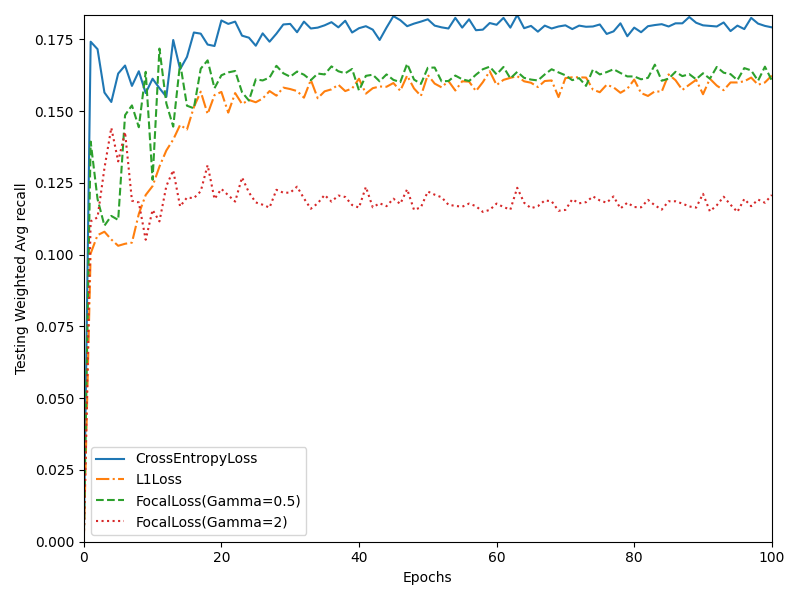 Testing Weighted Avg recall
0.175
0.150
0.125
0.100
0.075
0.050
0.025
0.000
CrossEntropyLoss
L1Loss
FocalLoss(Gamma=0.5)
FocalLoss(Gamma=2)
0 20 40 60 80 100
Epochs